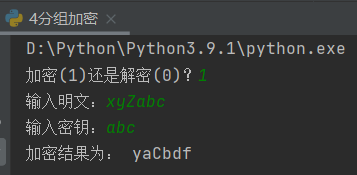 4分组加密
D:\Python\Python3.9.1\python.exe
加密(1)还是解密(0)？1
输入明文：xyZabc
输入密钥：abc
加密结果为： yaCbdf